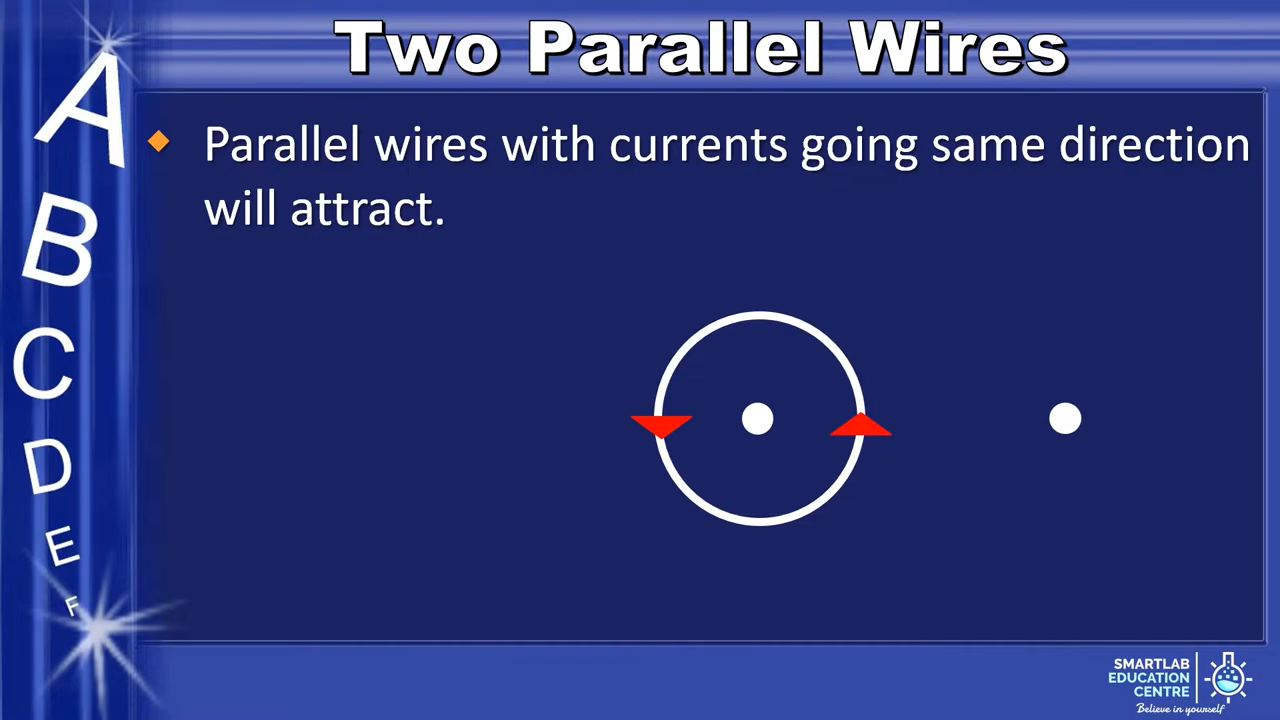 Two Parallel Wires
Parallel wires with currents going same direction
will attract.
A
B
C
D
E
F
SMARTLAB
EDUCATION
CENTRE
Believe in yourself